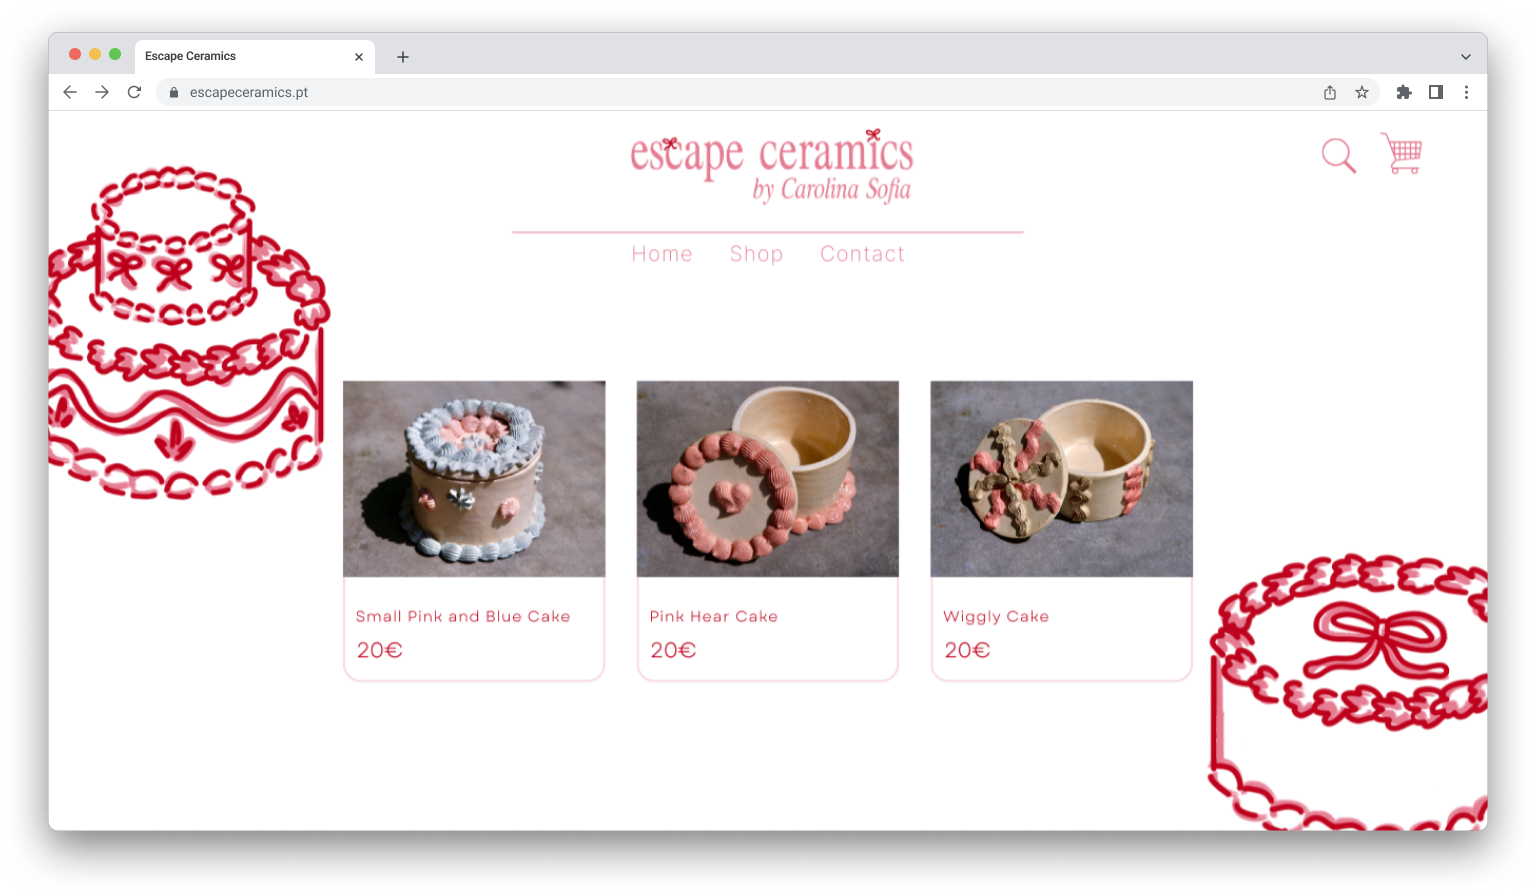 Escape Ceramics
escapeceramics.pt
escape ceramics
by Carolina Sofia
Home Shop Contact
Small Pink and Blue Cake
20€
Pink Hear Cake
20€
Wiggly Cake
20€